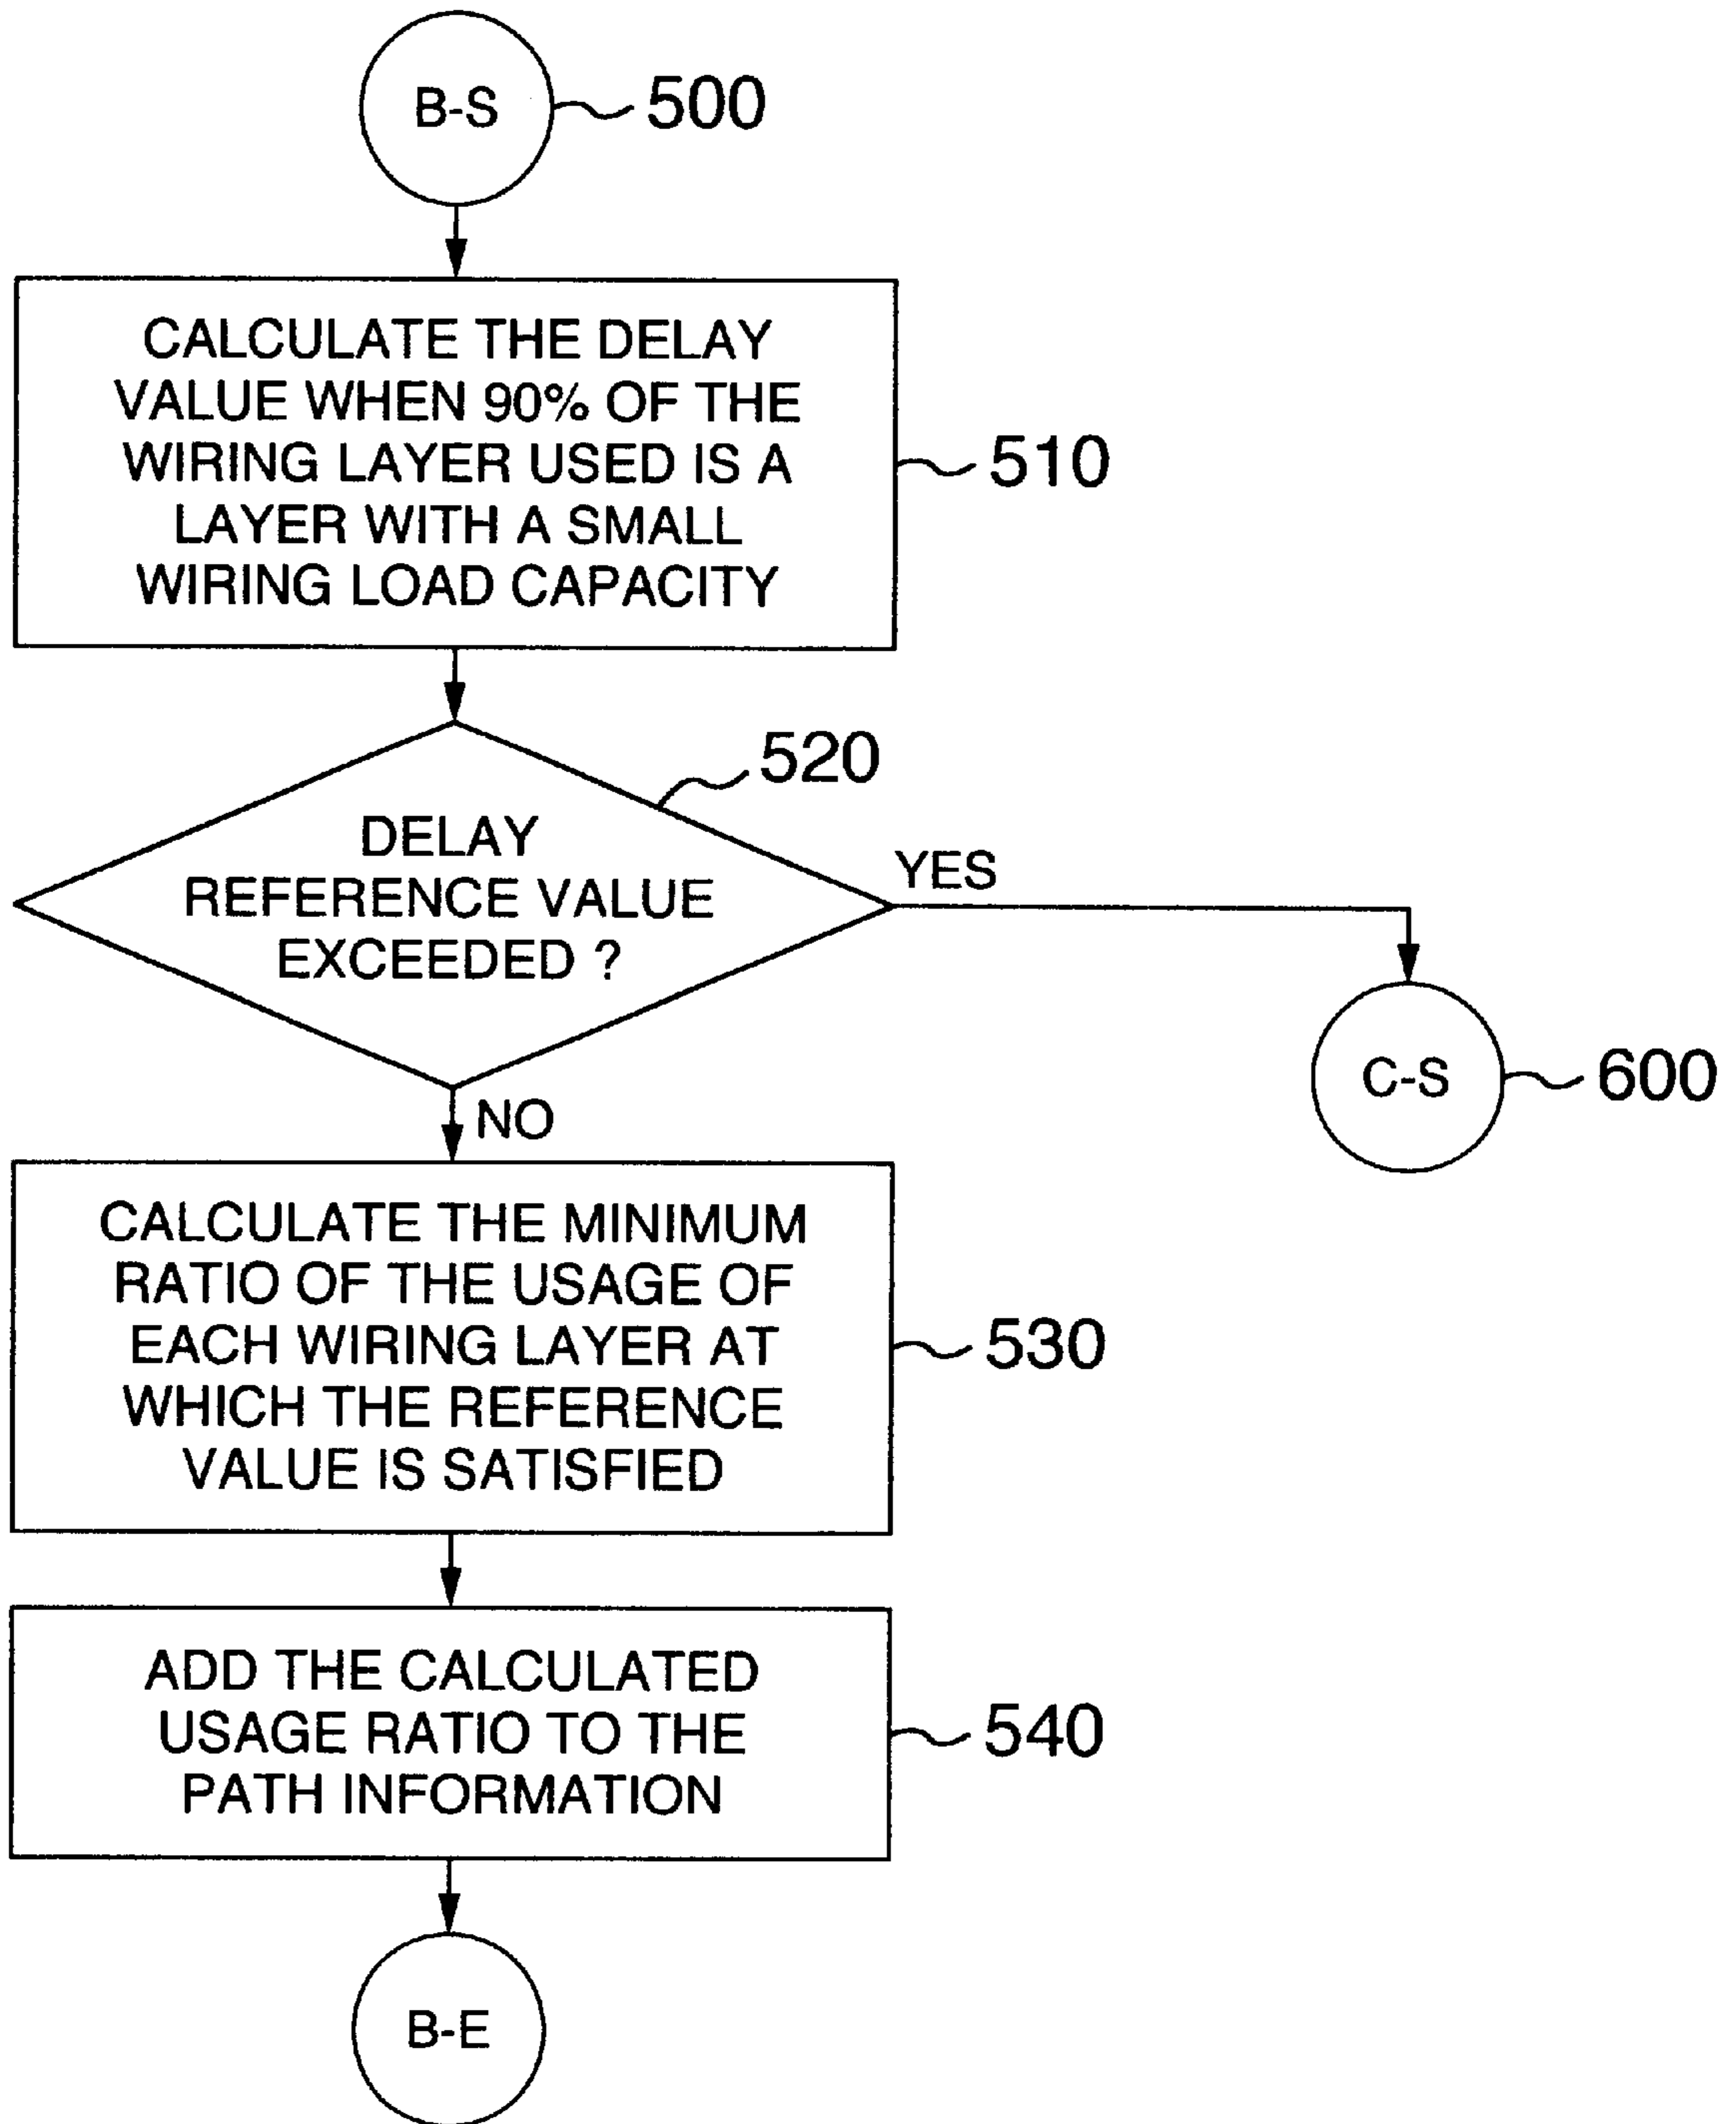 B-S
500
CALCULATE THE DELAY
VALUE WHEN 90% OF THE
WIRING LAYER USED IS A
LAYER WITH A SMALL
WIRING LOAD CAPACITY
510
520
DELAY
REFERENCE VALUE
EXCEEDED ?
YES
C-S
600
NO
CALCULATE THE MINIMUM
RATIO OF THE USAGE OF
EACH WIRING LAYER AT
WHICH THE REFERENCE
VALUE IS SATISFIED
530
ADD THE CALCULATED
USAGE RATIO TO THE
PATH INFORMATION
540
B-E